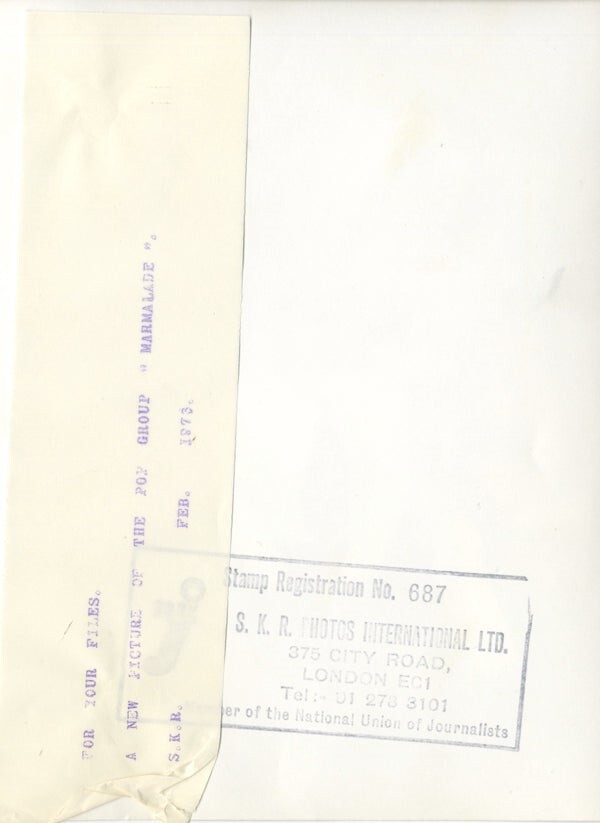 FOR YOUR FILES.
A NEW PICTURE OF THE POP GROUP " MARMALADE ".
S.K.R. FEB. 1973.
Stamp Registration No. 687
S. K. R. PHOTOS INTERNATIONAL LTD.
375 CITY ROAD,
LONDON EC1
Tel:- 01 278 3101
er of the National Union of Journalists